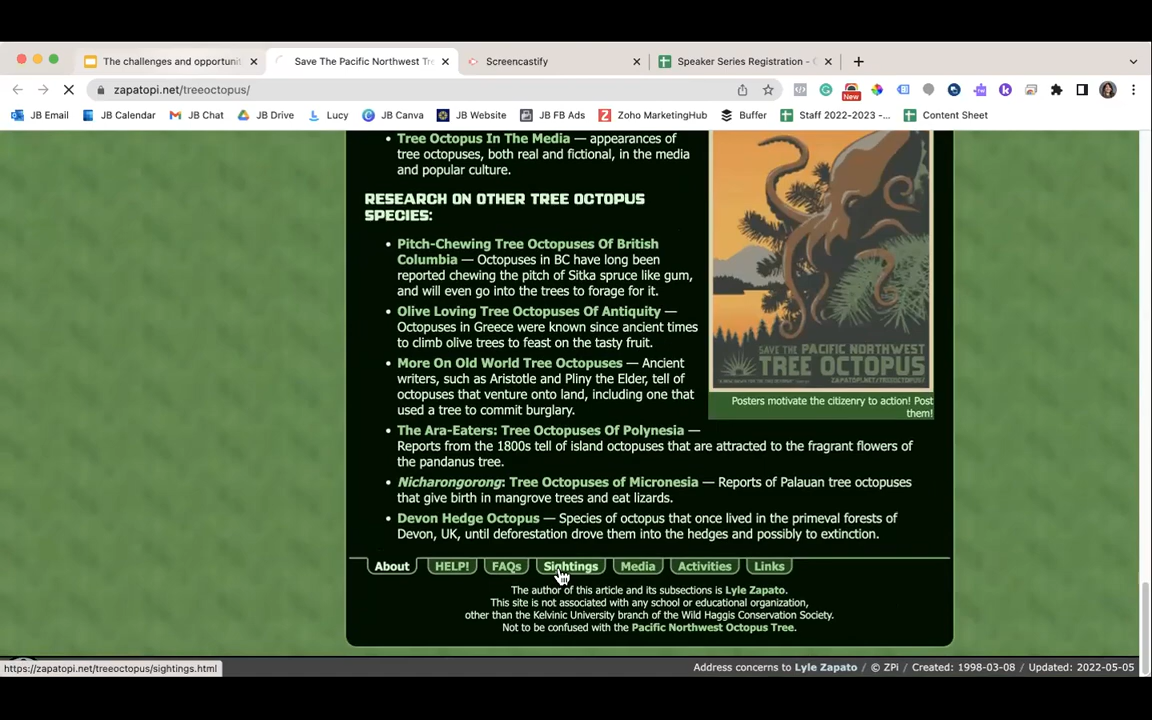 The challenges and opportuni
Save The Pacific Northwest Tre
Screencastify
Speaker Series Registration -
zapatopi.net/treeoctopus/
New
JB Email
JB Calendar
JB Chat
JB Drive
Lucy
JB Canva
JB Website
JB FB Ads
Zoho MarketingHub
Buffer
Staff 2022-2023 -...
Content Sheet
• Tree Octopus In The Media — appearances of
tree octopuses, both real and fictional, in the media
and popular culture.
RESEARCH ON OTHER TREE OCTOPUS
SPECIES:
• Pitch-Chewing Tree Octopuses Of British
Columbia — Octopuses in BC have long been
reported chewing the pitch of Sitka spruce like gum,
and will even go into the trees to forage for it.
• Olive Loving Tree Octopuses Of Antiquity —
Octopuses in Greece were known since ancient times
to climb olive trees to feast on the tasty fruit.
• More On Old World Tree Octopuses — Ancient
writers, such as Aristotle and Pliny the Elder, tell of
octopuses that venture onto land, including one that
used a tree to commit burglary.
• The Ara-Eaters: Tree Octopuses Of Polynesia —
Reports from the 1800s tell of island octopuses that are attracted to the fragrant flowers of
the pandanus tree.
• Nicharongorong: Tree Octopuses of Micronesia — Reports of Palauan tree octopuses
that give birth in mangrove trees and eat lizards.
• Devon Hedge Octopus — Species of octopus that once lived in the primeval forests of
Devon, UK, until deforestation drove them into the hedges and possibly to extinction.
SAVE THE PACIFIC NORTHWEST
TREE OCTOPUS
ZAPATOPI.NET/TREEOCTOPUS/
Posters motivate the citizenry to action! Post
them!
About
HELP!
FAQs
Sightings
Media
Activities
Links
The author of this article and its subsections is Lyle Zapato.
This site is not associated with any school or educational organization,
other than the Kelvinic University branch of the Wild Haggis Conservation Society.
Not to be confused with the Pacific Northwest Octopus Tree.
https://zapatopi.net/treeoctopus/sightings.html
Address concerns to Lyle Zapato / © ZPi / Created: 1998-03-08 / Updated: 2022-05-05